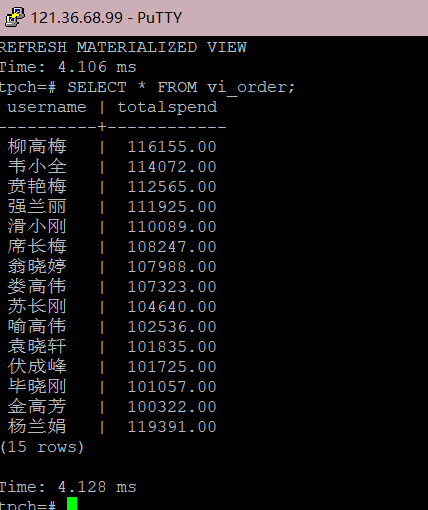 121.36.68.99 - PuTTY
REFRESH MATERIALIZED VIEW
Time: 4.106 ms
tpch=# SELECT * FROM vi_order;
 username | totalspend
----------+------------
 柳高梅   |  116155.00
 韦小全   |  114072.00
 贲艳梅   |  112565.00
 强兰丽   |  111925.00
 滑小刚   |  110089.00
 席长梅   |  108247.00
 翁晓婷   |  107988.00
 娄高伟   |  107323.00
 苏长刚   |  104640.00
 喻高伟   |  102536.00
 袁晓轩   |  101835.00
 伏成峰   |  101725.00
 毕晓刚   |  101057.00
 金高芳   |  100322.00
 杨兰娟   |  119391.00
(15 rows)

Time: 4.128 ms
tpch=#